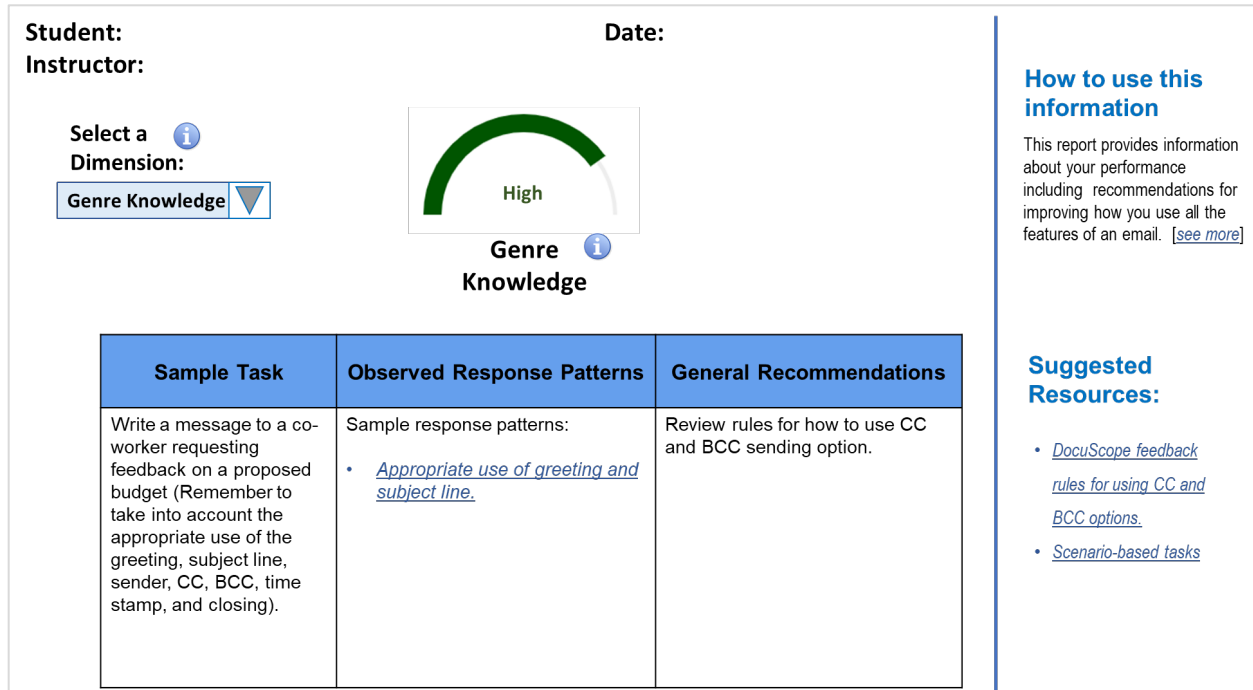 Student:
Date:
Instructor:
Select a
Dimension:
Genre Knowledge
High
Genre
Knowledge
Sample Task
Observed Response Patterns
General Recommendations
Write a message to a co-
worker requesting
feedback on a proposed
budget (Remember to
take into account the
appropriate use of the
greeting, subject line,
sender, CC, BCC, time
stamp, and closing).
Sample response patterns:
• Appropriate use of greeting and
subject line.
Review rules for how to use CC
and BCC sending option.
How to use this
information
This report provides information
about your performance
including recommendations for
improving how you use all the
features of an email. [see more]
Suggested
Resources:
• DocuScope feedback
rules for using CC and
BCC options.
• Scenario-based tasks